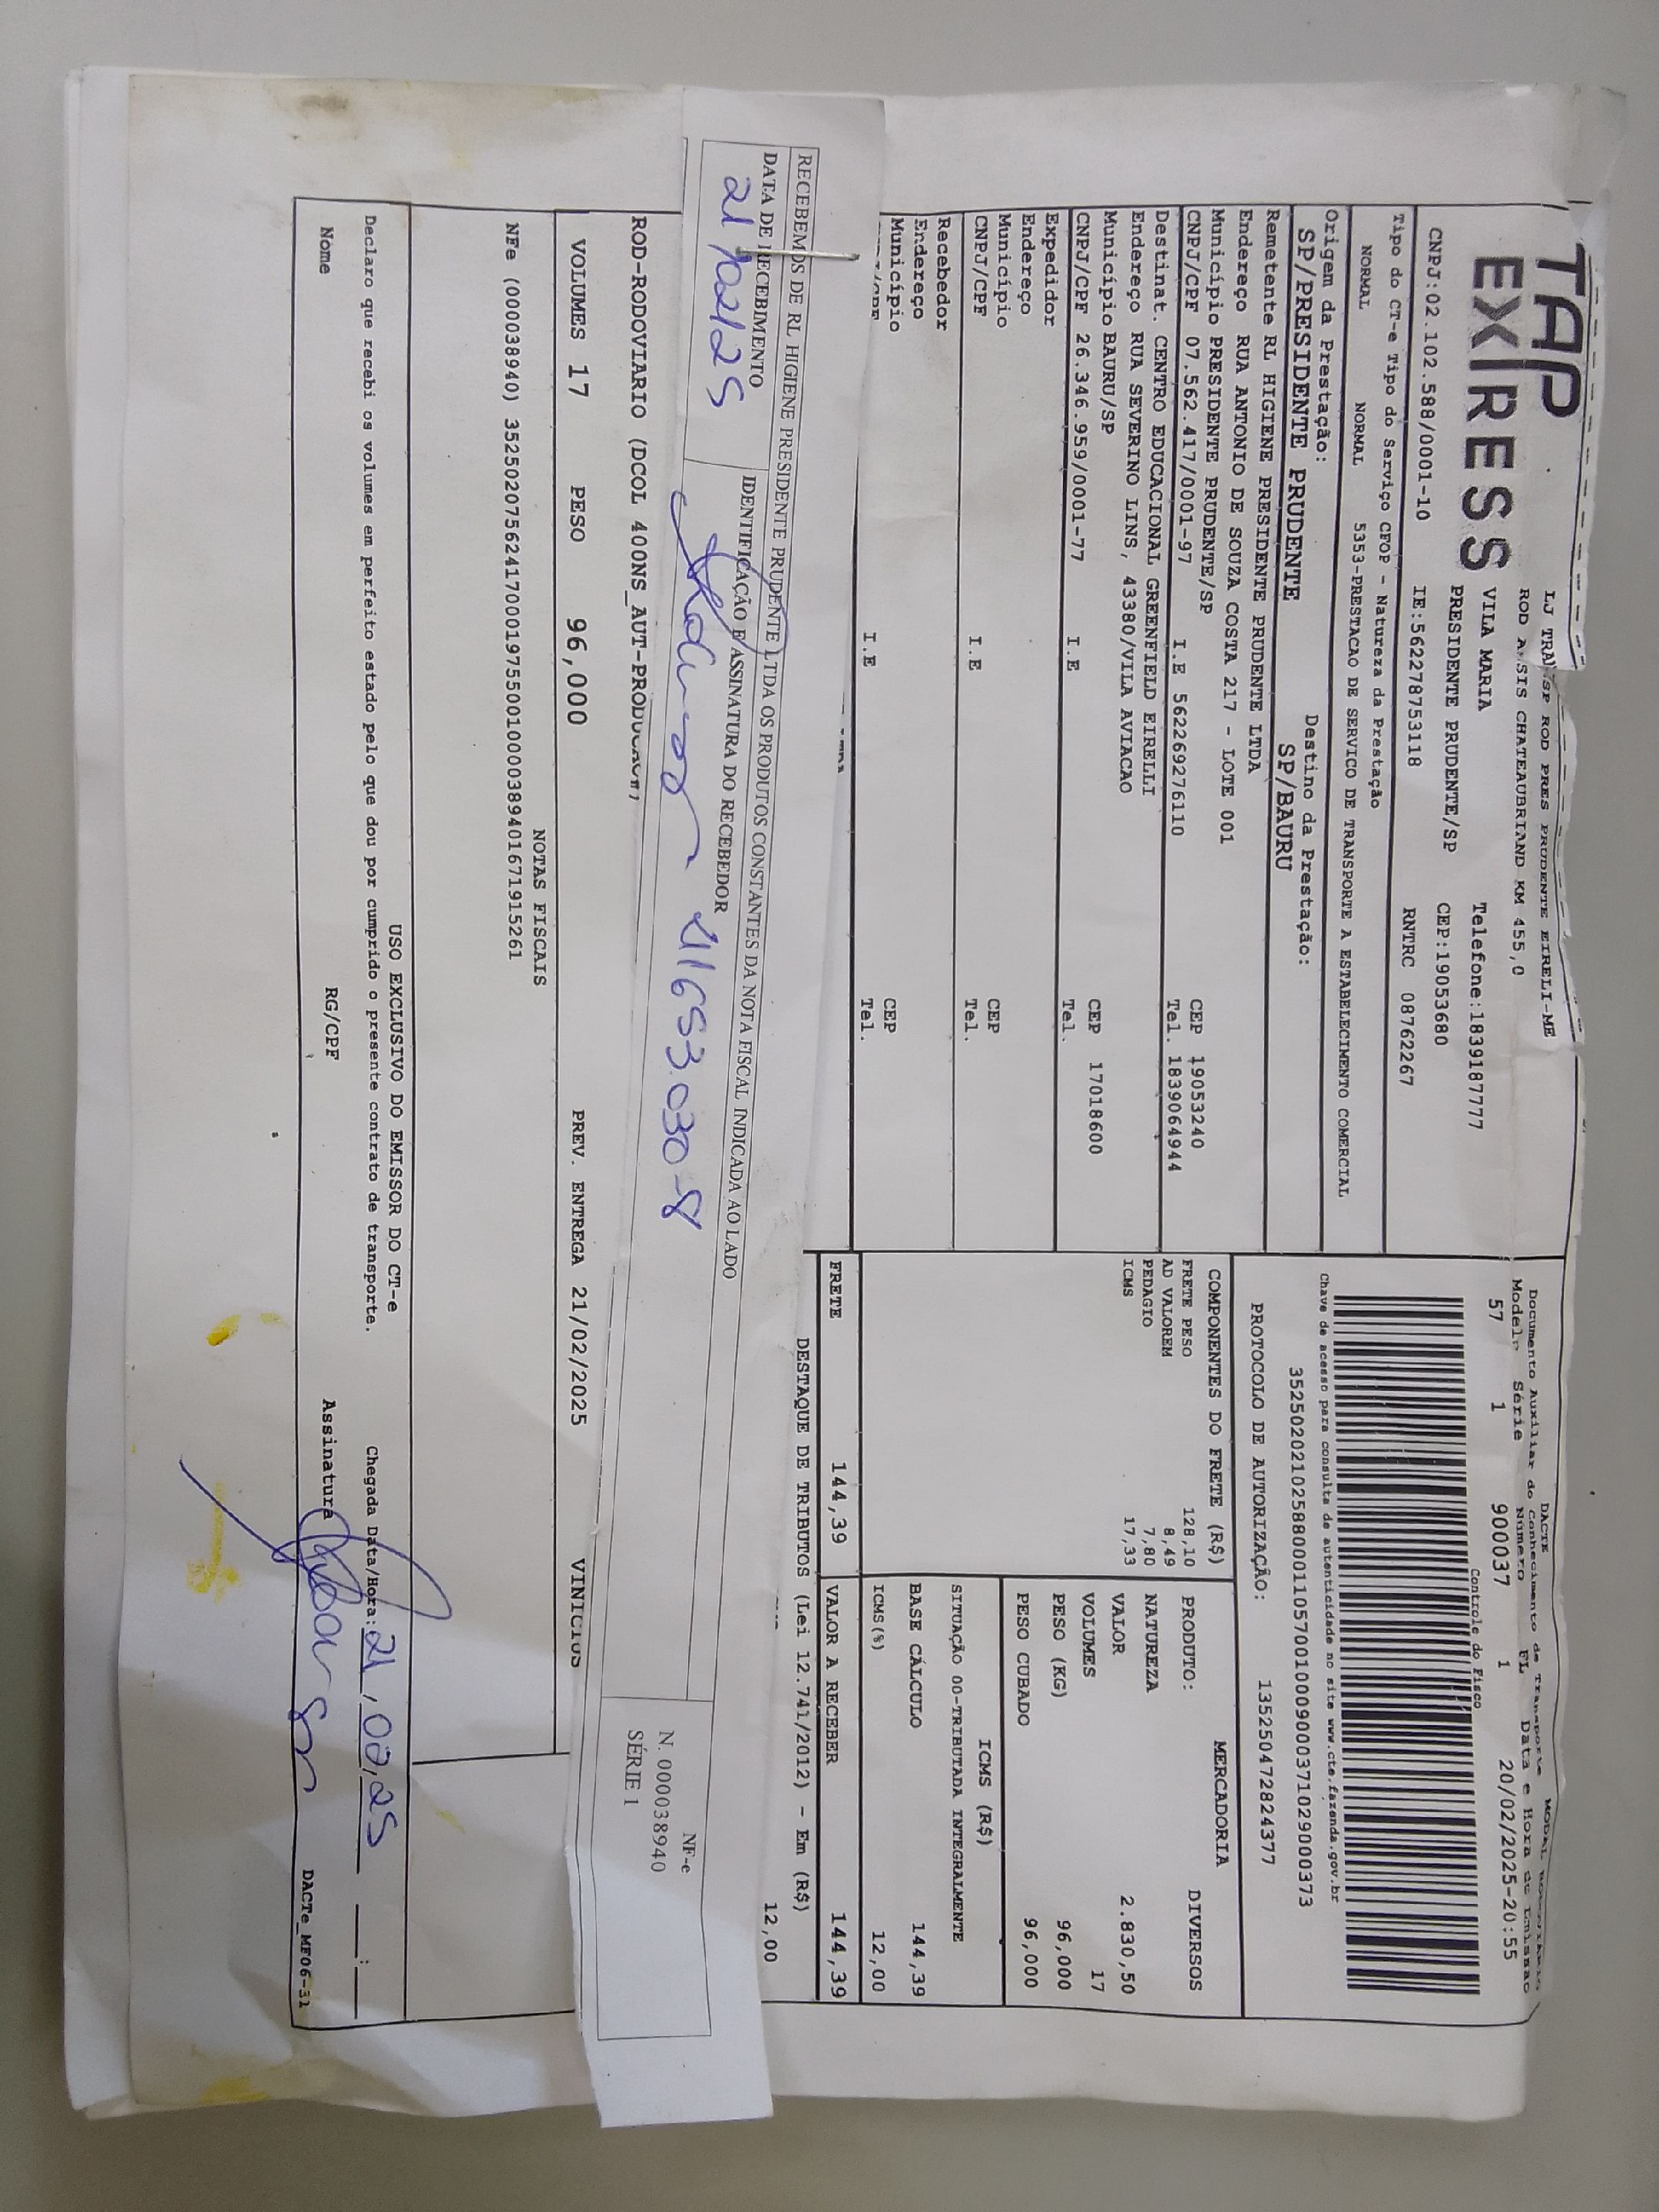 TAP
EXPRESS
LJ TRANSP ROD PRES PRUDENTE EIRELI-ME
ROD ASSIS CHATEAUBRIAND KM 455,0
VILA MARIA Telefone:1839187777
PRESIDENTE PRUDENTE/SP CEP:19053680
CNPJ:02.102.588/0001-10 IE:562278753118 RNTRC 08762267
Tipo do CT-e Tipo do Serviço CFOP - Natureza da Prestação
NORMAL NORMAL 5353-PRESTACAO DE SERVICO DE TRANSPORTE A ESTABELECIMENTO COMERCIAL
Origem da Prestação: Destino da Prestação:
SP/PRESIDENTE PRUDENTE SP/BAURU
Remetente RL HIGIENE PRESIDENTE PRUDENTE LTDA
Endereço RUA ANTONIO DE SOUZA COSTA 217 - LOTE 001
Município PRESIDENTE PRUDENTE/SP CEP 19053240
CNPJ/CPF 07.562.417/0001-97 I.E 562269276110 Tel. 1839064944
Destinat. CENTRO EDUCACIONAL GREENFIELD EIRELLI
Endereço RUA SEVERINO LINS, 43380/VILA AVIACAO
Município BAURU/SP CEP 17018600
CNPJ/CPF 26.346.959/0001-77 I.E Tel.
Expedidor
Endereço
Município CEP
CNPJ/CPF I.E Tel.
Recebedor
Endereço
Município CEP
I.E Tel.
DACTE MODAL RODOVIÁRIO
Documento Auxiliar do Conhecimento de Transporte
Modelo Série Número FL Data e Hora de Emissão
57 1 900037 1 20/02/2025-20:55
Controle do Fisco
Chave de acesso para consulta de autenticidade no site www.cte.fazenda.gov.br
35250202102588000110570010009000371029000373
PROTOCOLO DE AUTORIZAÇÃO: 135250472824377
COMPONENTES DO FRETE (R$)
FRETE PESO 128,10
AD VALOREM 8,49
PEDAGIO 7,80
ICMS 17,33
MERCADORIA
PRODUTO: DIVERSOS
NATUREZA
VALOR 2.830,50
VOLUMES 17
PESO (KG) 96,000
PESO CUBADO 96,000
ICMS (R$)
SITUAÇÃO 00-TRIBUTADA INTEGRALMENTE
BASE CÁLCULO 144,39
ICMS(%) 12,00
FRETE 144,39 VALOR A RECEBER 144,39
DESTAQUE DE TRIBUTOS (Lei 12.741/2012) - Em (R$)
12,00
RECEBEMOS DE RL HIGIENE PRESIDENTE PRUDENTE LTDA OS PRODUTOS CONSTANTES DA NOTA FISCAL INDICADA AO LADO
DATA DE RECEBIMENTO IDENTIFICAÇÃO E ASSINATURA DO RECEBEDOR
21/02/25 41653.030-8
NF-e
N. 000038940
SÉRIE 1
ROD-RODOVIARIO (DCOL 400NS_AUT-PRODUCAO#;
VOLUMES 17 PESO 96,000 PREV. ENTREGA 21/02/2025 VINICIUS
NOTAS FISCAIS
NFe (000038940) 35250207562417000197550010000389401671915261
USO EXCLUSIVO DO EMISSOR DO CT-e
Declaro que recebi os volumes em perfeito estado pelo que dou por cumprido o presente contrato de transporte. Chegada Data/Hora: 21/02/25 :
Nome RG/CPF Assinatura DACTe_MF06-31